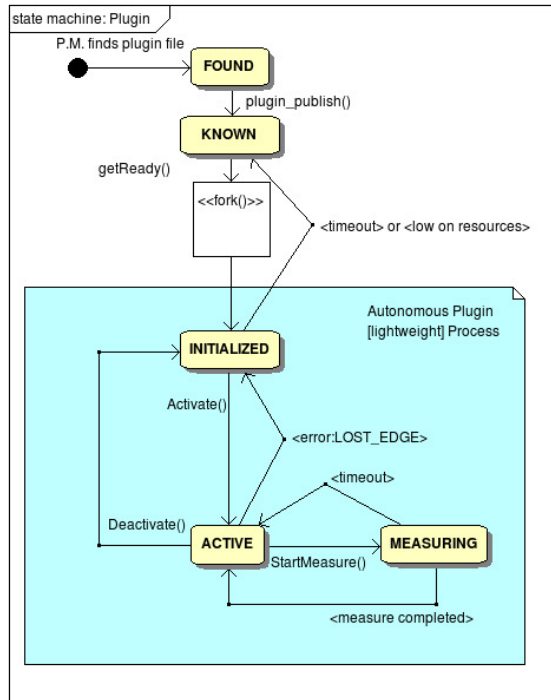 state machine: Plugin
P.M. finds plugin file
FOUND
plugin_publish()
KNOWN
getReady()
<<fork()>>
<timeout> or <low on resources>
Autonomous Plugin
[lightweight] Process
INITIALIZED
Activate()
<error:LOST_EDGE>
<timeout>
Deactivate()
ACTIVE
MEASURING
StartMeasure()
<measure completed>